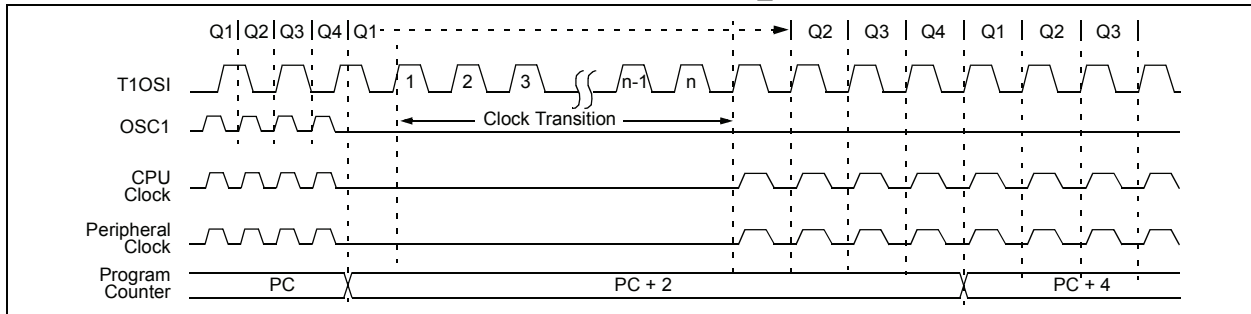 Q1 Q2 Q3 Q4 Q1 Q2 Q3 Q4 Q1 Q2 Q3
T1OSI 1 2 3 n-1 n
Clock Transition
OSC1
CPU
Clock
Peripheral
Clock
Program
Counter
PC PC + 2 PC + 4